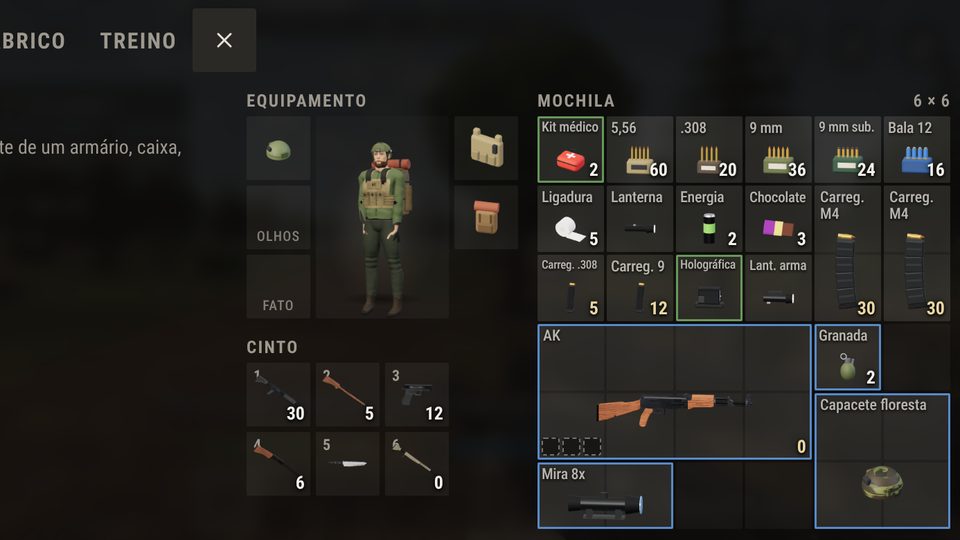 BRICO
TREINO
te de um armário, caixa,
EQUIPAMENTO
OLHOS
FATO
CINTO
1
30
2
5
3
12
4
6
5
6
0
MOCHILA
6 × 6
Kit médico
2
5,56
60
.308
20
9 mm
36
9 mm sub.
24
Bala 12
16
Ligadura
5
Lanterna
Energia
2
Chocolate
3
Carreg.
M4
30
Carreg.
M4
30
Carreg. .308
5
Carreg. 9
12
Holográfica
Lant. arma
AK
0
Granada
2
Capacete floresta
Mira 8x